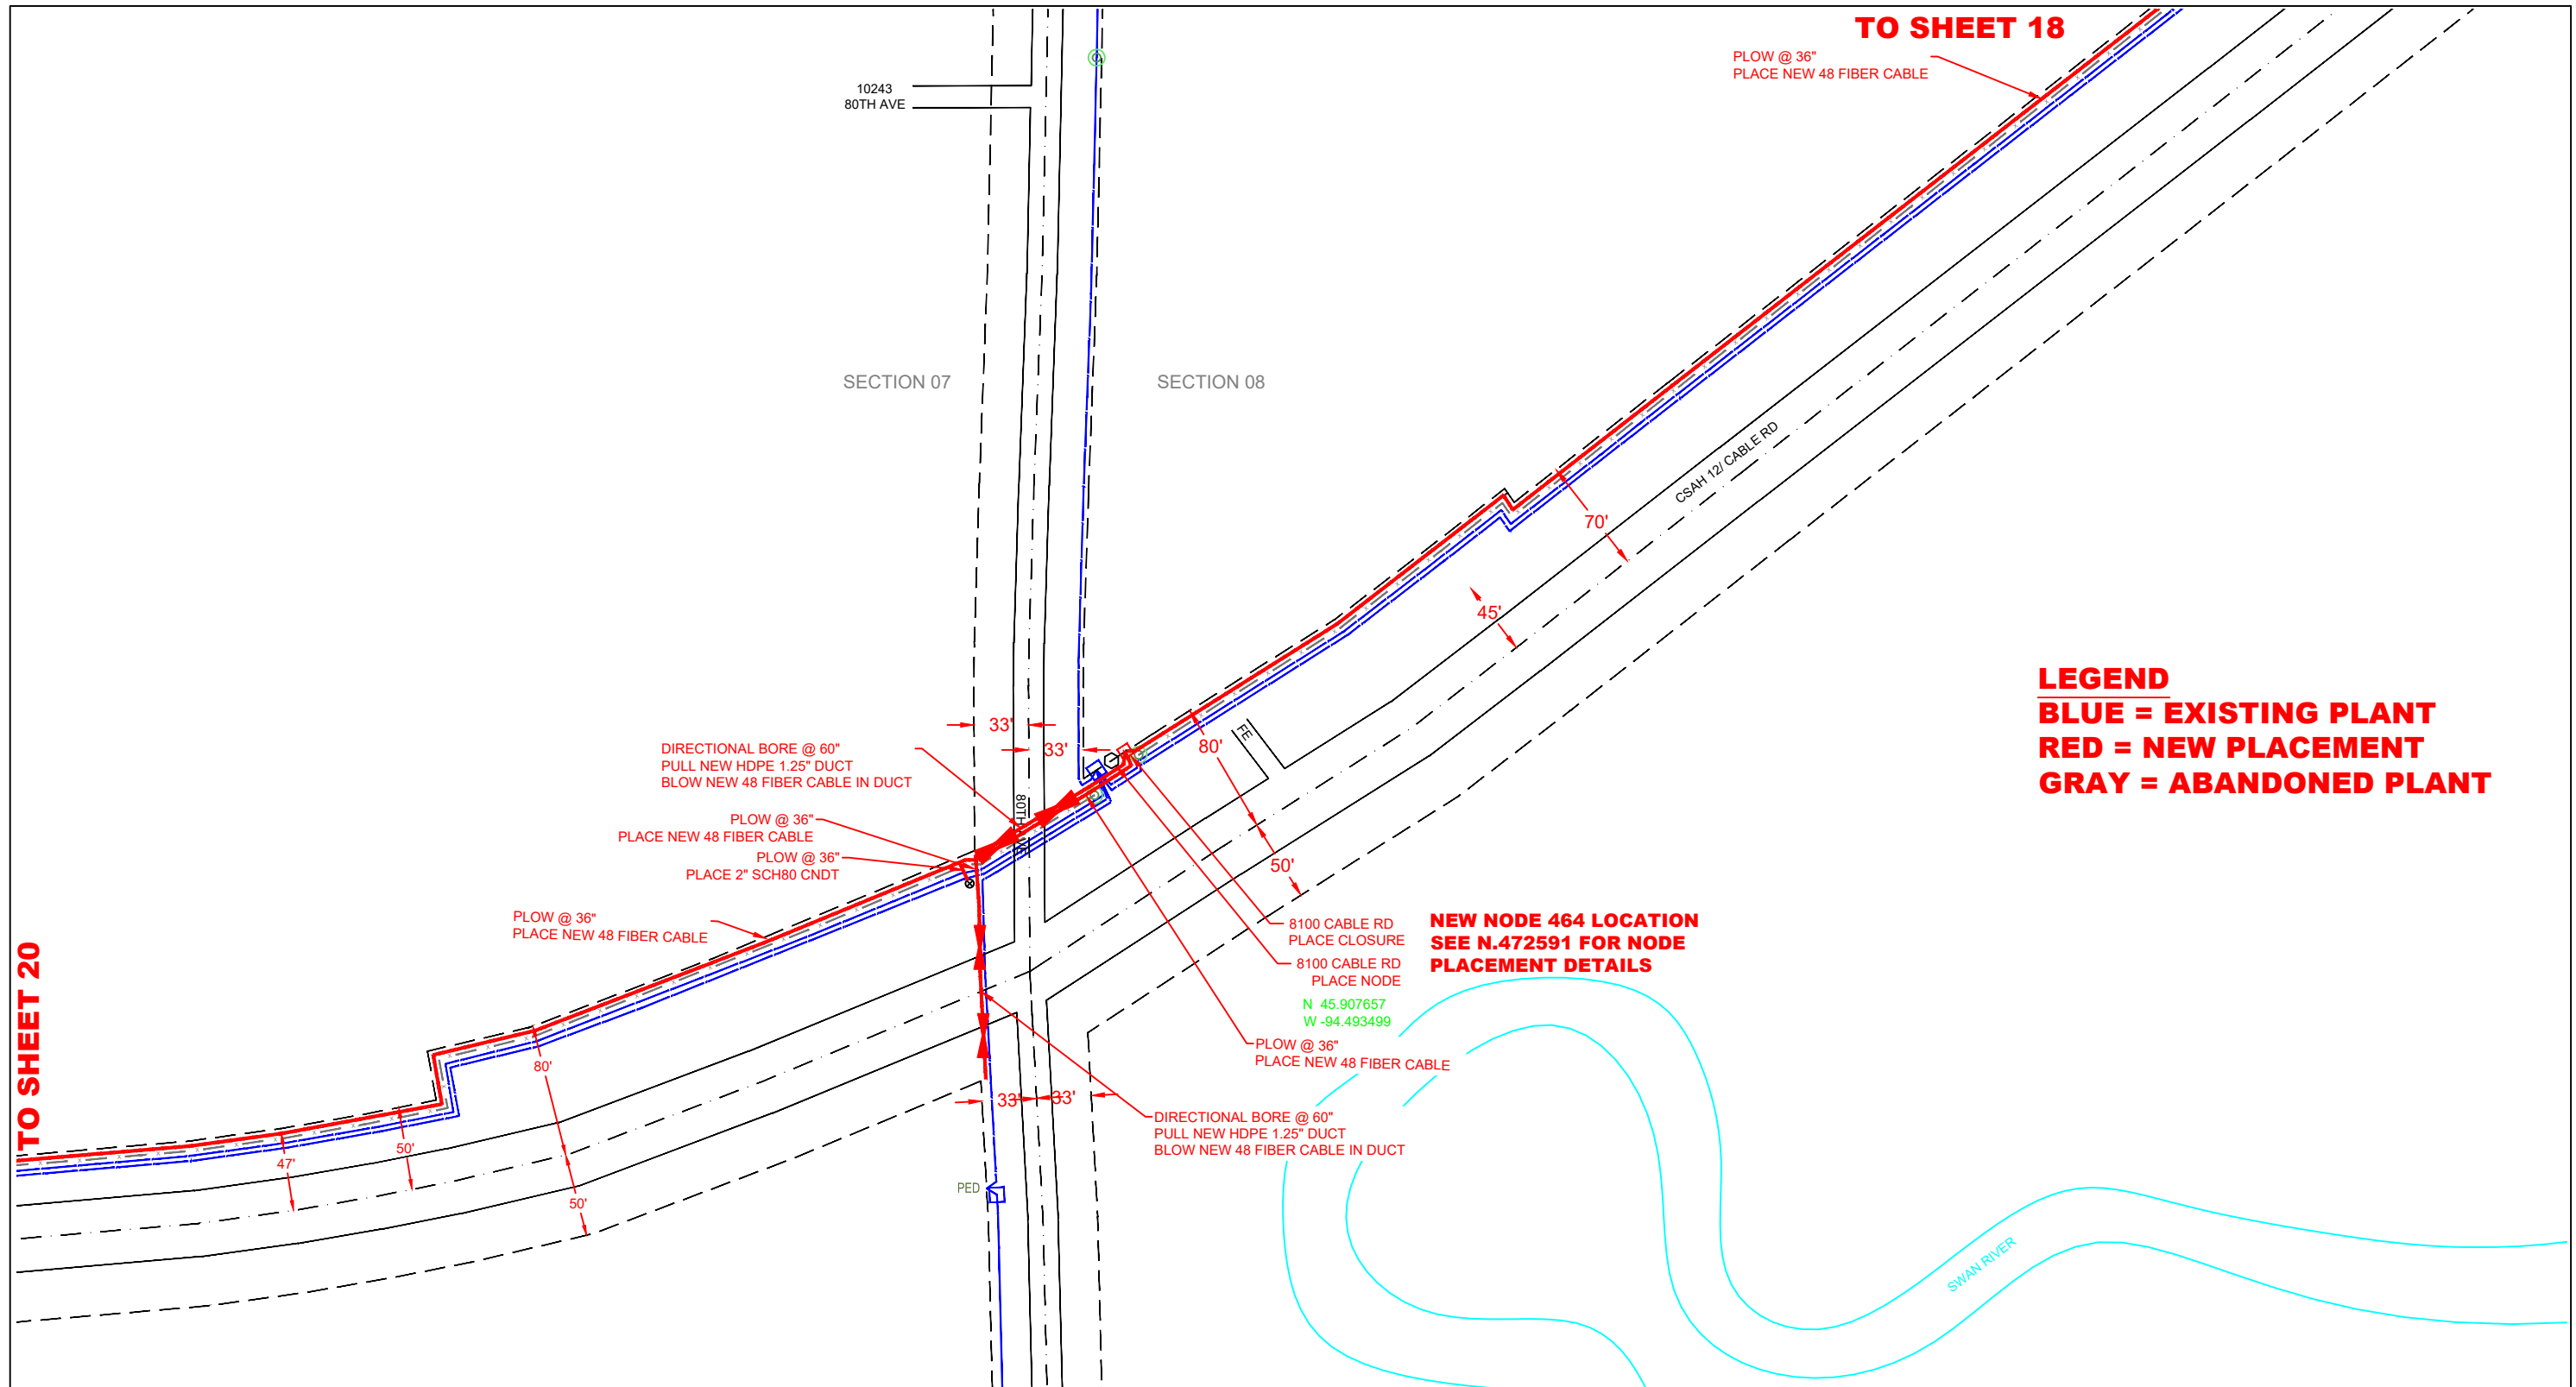 TO SHEET 18
PLOW @ 36"
PLACE NEW 48 FIBER CABLE
10243
80TH AVE
SECTION 07
SECTION 08
CSAH 12/ CABLE RD
70'
45'
LEGEND
BLUE = EXISTING PLANT
RED = NEW PLACEMENT
GRAY = ABANDONED PLANT
33'
33'
80'
FE
DIRECTIONAL BORE @ 60"
PULL NEW HDPE 1.25" DUCT
BLOW NEW 48 FIBER CABLE IN DUCT
80TH AVE
PLOW @ 36"
PLACE NEW 48 FIBER CABLE
PLOW @ 36"
PLACE 2" SCH80 CNDT
50'
PLOW @ 36"
PLACE NEW 48 FIBER CABLE
8100 CABLE RD
PLACE CLOSURE
8100 CABLE RD
PLACE NODE
NEW NODE 464 LOCATION
SEE N.472591 FOR NODE
PLACEMENT DETAILS
N 45.907657
W -94.493499
PLOW @ 36"
PLACE NEW 48 FIBER CABLE
TO SHEET 20
80'
33'
33'
DIRECTIONAL BORE @ 60"
PULL NEW HDPE 1.25" DUCT
BLOW NEW 48 FIBER CABLE IN DUCT
47'
50'
50'
PED
SWAN RIVER